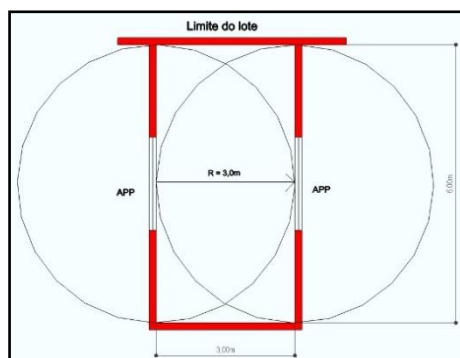 Limite do lote
R = 3,0m
APP
APP
6,00m
3,00m